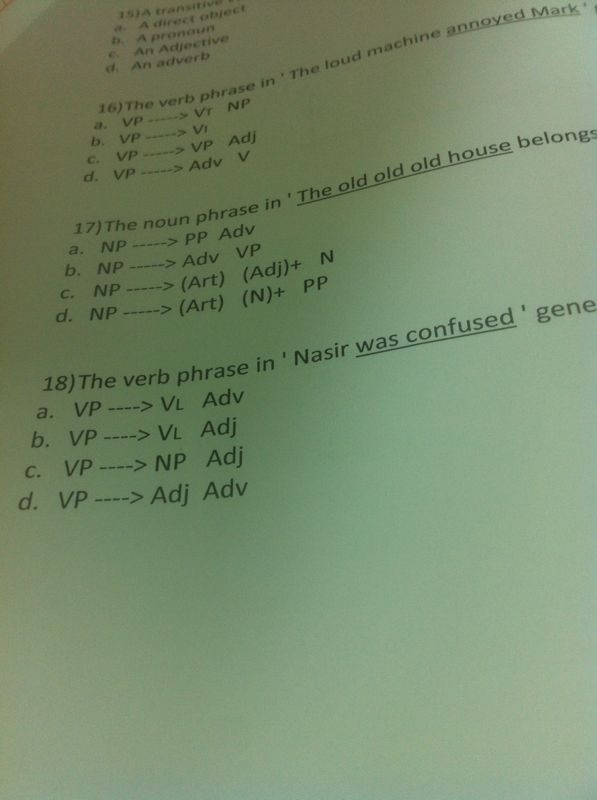 15)A transitive
a. A direct object
b. A pronoun
c. An Adjective
d. An adverb
16)The verb phrase in ' The loud machine annoyed Mark '
a. VP -----> VT NP
b. VP -----> VI
c. VP -----> VP Adj
d. VP -----> Adv V
17)The noun phrase in ' The old old old house belongs
a. NP -----> PP Adv
b. NP -----> Adv VP
c. NP -----> (Art) (Adj)+ N
d. NP -----> (Art) (N)+ PP
18)The verb phrase in ' Nasir was confused ' gene
a. VP ----> VL Adv
b. VP ----> VL Adj
c. VP ----> NP Adj
d. VP ----> Adj Adv